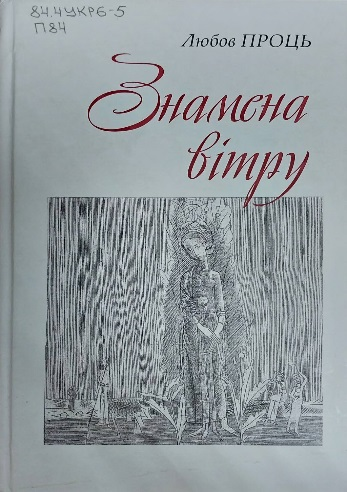 84.4УКР6-5
П84
Любов ПРОЦЬ
Знамена
вітру